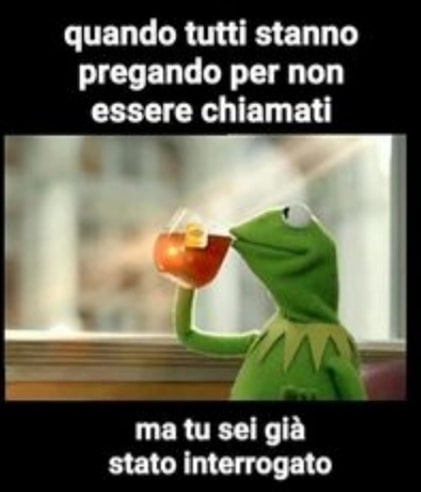 quando tutti stanno
pregando per non
essere chiamati
ma tu sei già
stato interrogato